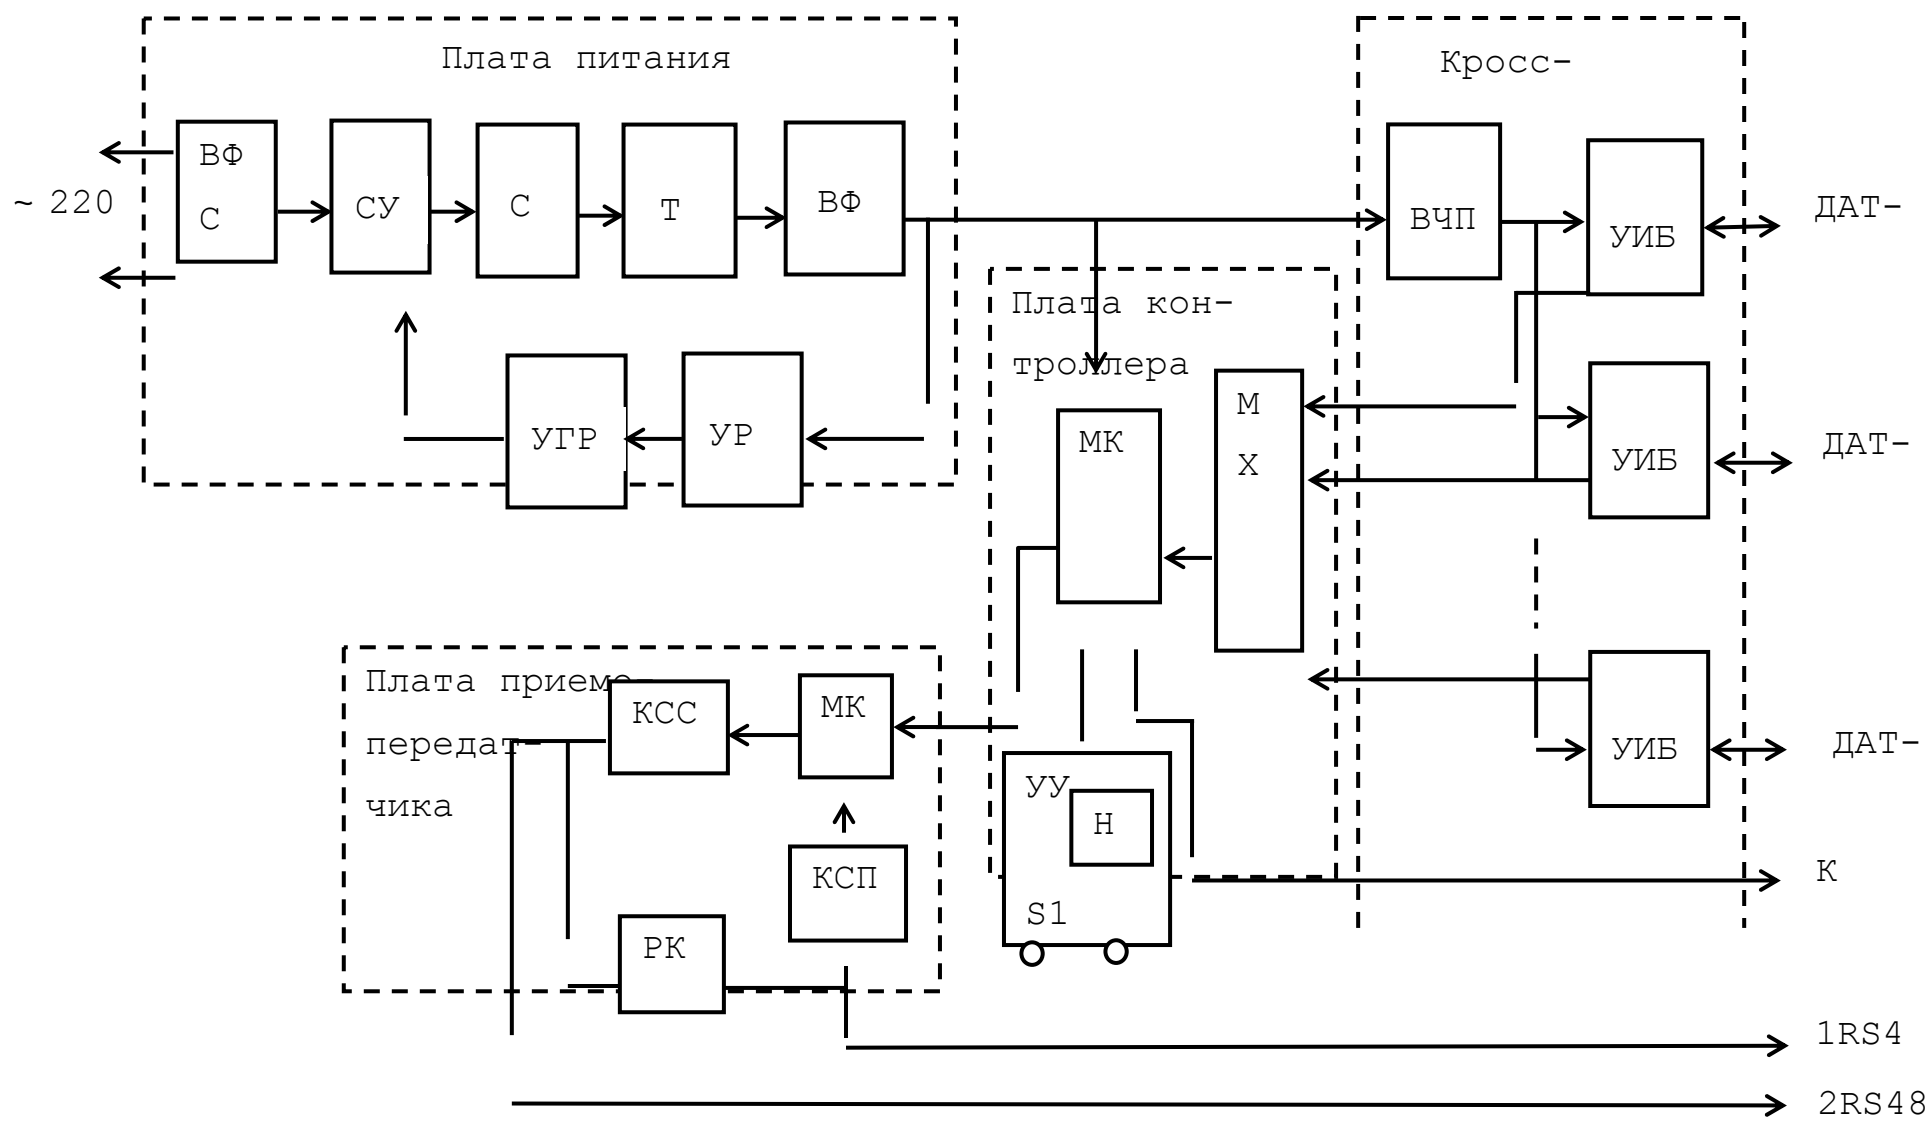 Плата питания
Кросс-
ВФ
С
СУ
С
Т
ВФ
ВЧП
УИБ
ДАТ-
~ 220
Плата кон-
троллера
УГР
УР
МК
М
Х
УИБ
ДАТ-
Плата приемо-
передат-
чика
КСС
МК
УИБ
ДАТ-
УУ
Н
S1
КСП
К
РК
1RS4
2RS48